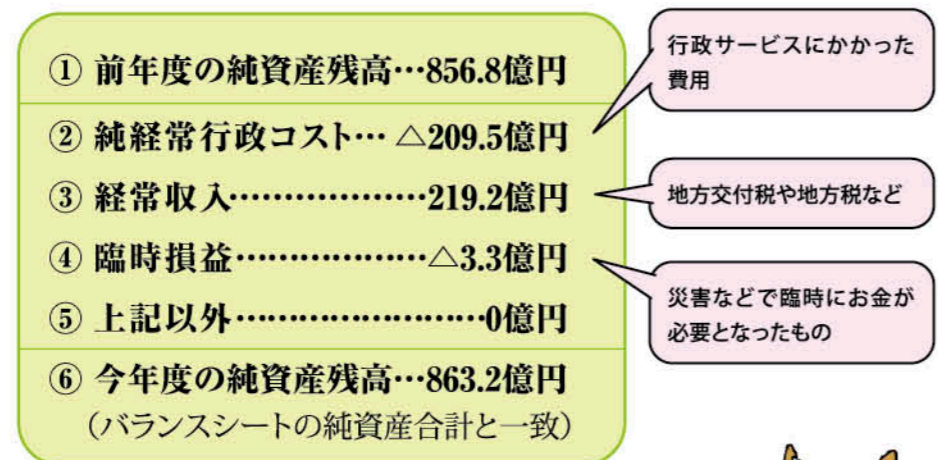 ① 前年度の純資産残高…856.8億円
行政サービスにかかった
費用
② 純経常行政コスト… △209.5億円
③ 経常収入………………219.2億円
地方交付税や地方税など
④ 臨時損益………………△3.3億円
災害などで臨時にお金が
必要となったもの
⑤ 上記以外……………………0億円
⑥ 今年度の純資産残高…863.2億円
（バランスシートの純資産合計と一致）